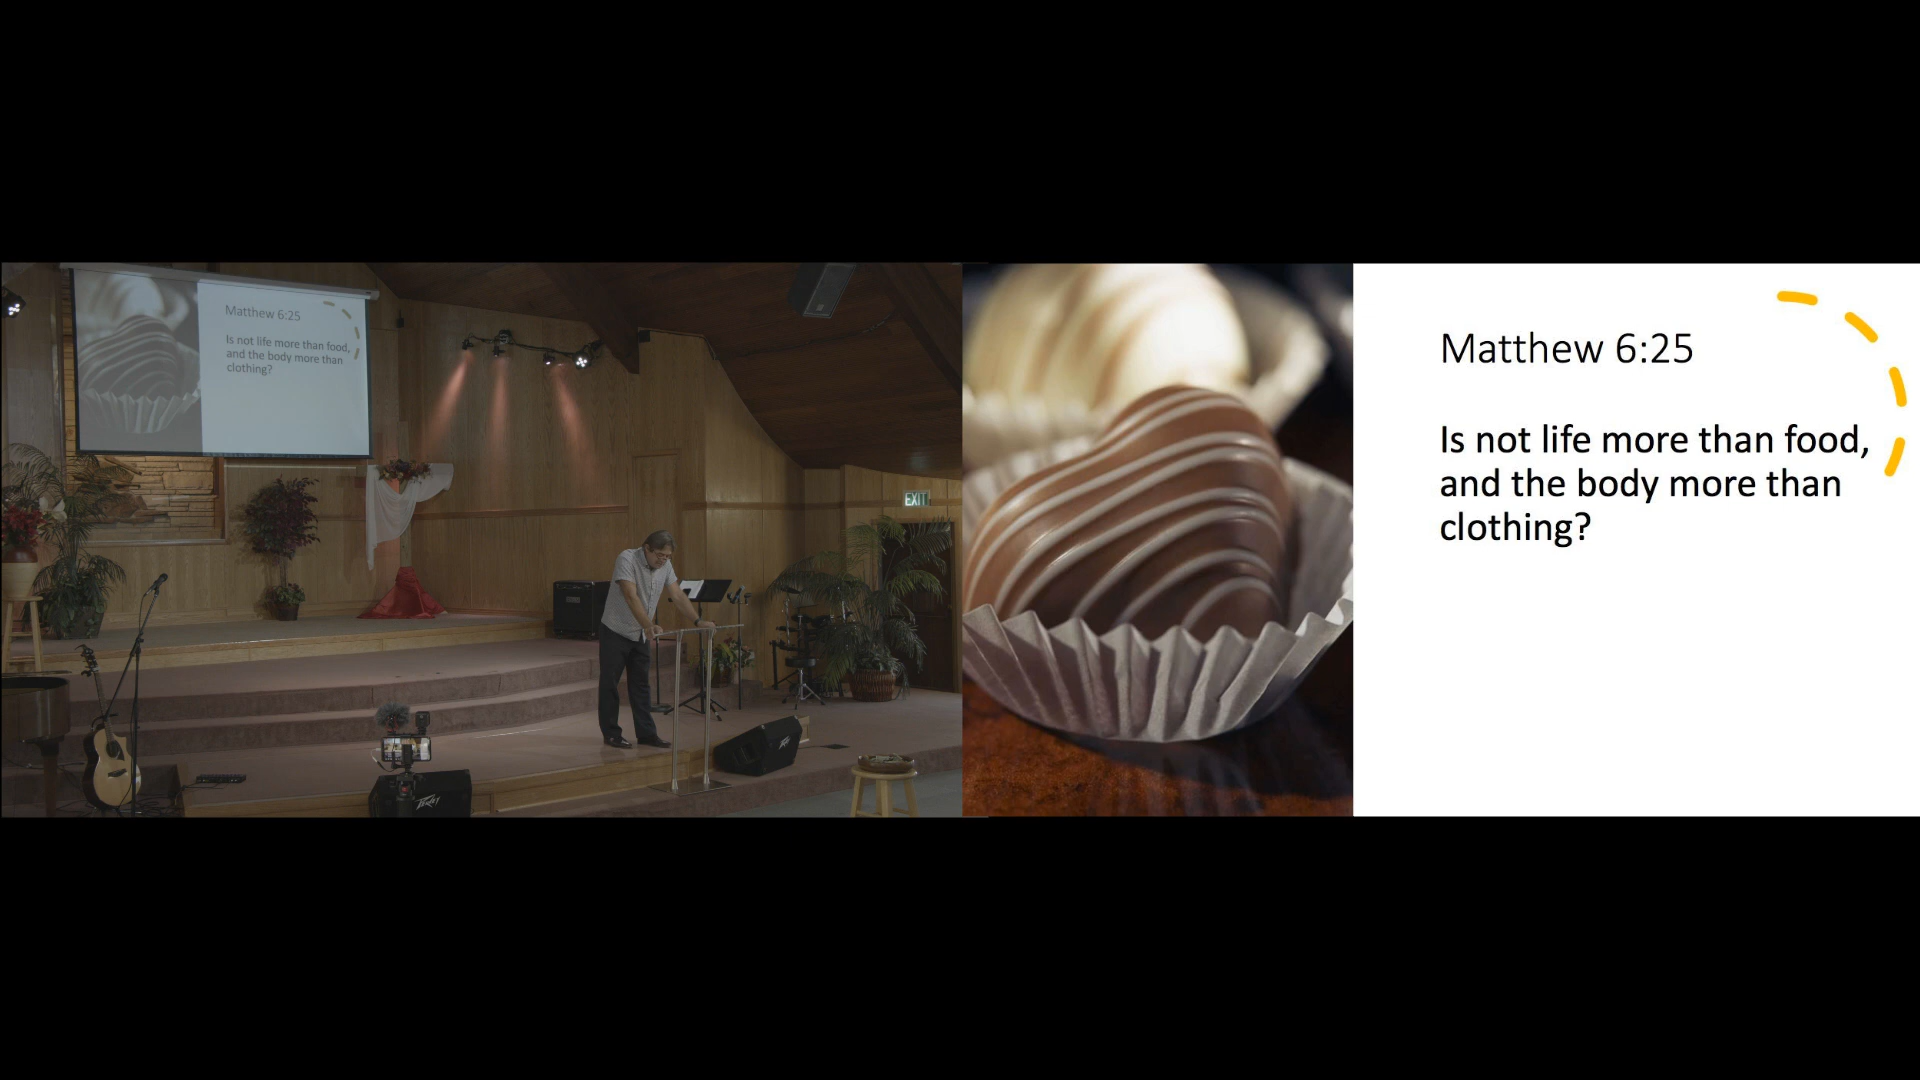 Matthew 6:25
Is not life more than food,
and the body more than
clothing?
EXIT
PEAVEY
Matthew 6:25
Is not life more than food,
and the body more than
clothing?